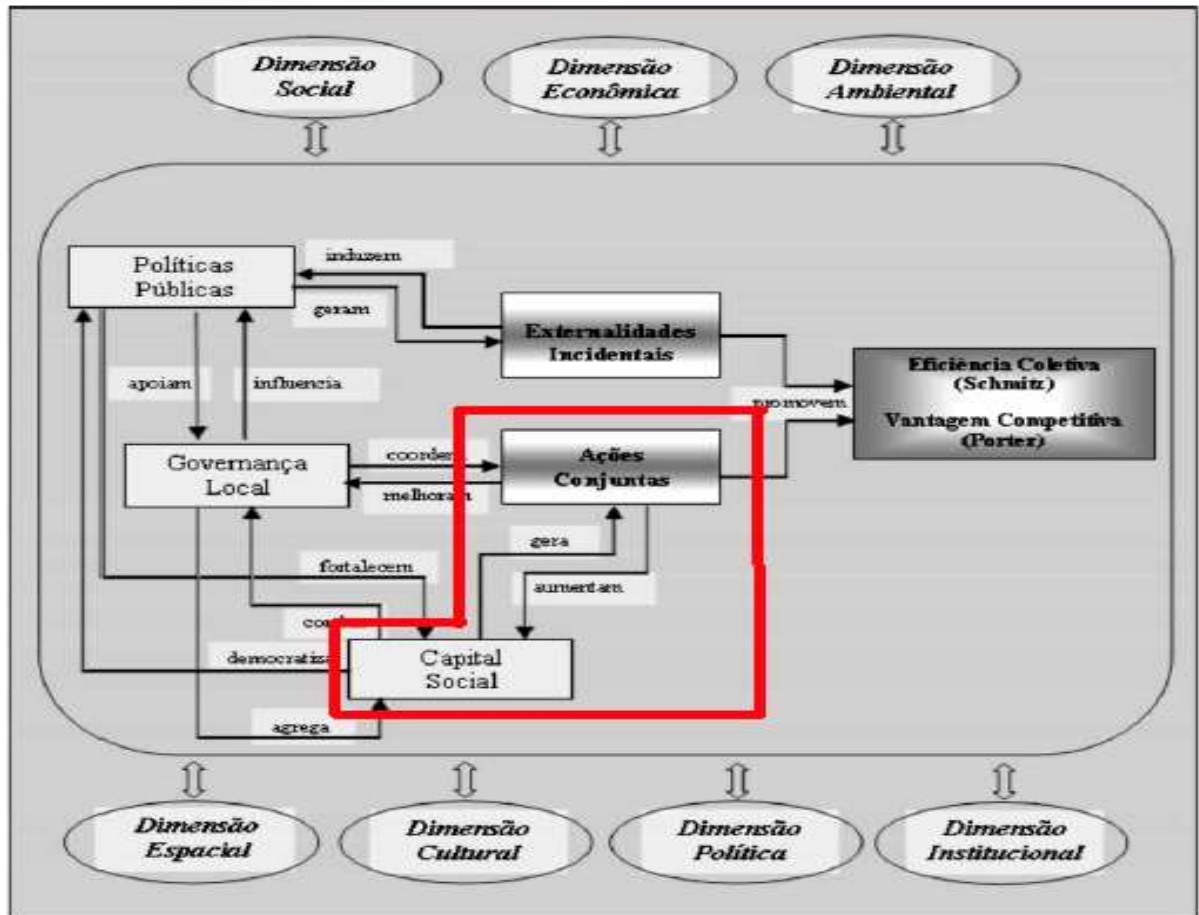 Dimensão
Social
Dimensão
Econômica
Dimensão
Ambiental
Políticas
Públicas
induzem
geram
Externalidades
Incidentais
Eficiência Coletiva
(Schmitz)
Vantagem Competitiva
(Porter)
promovem
apoiam
influencia
Governança
Local
melhoram
Ações
Conjuntas
gera
aumentam
fortalecem
Capital
Social
agrega
Dimensão
Espacial
Dimensão
Cultural
Dimensão
Política
Dimensão
Institucional